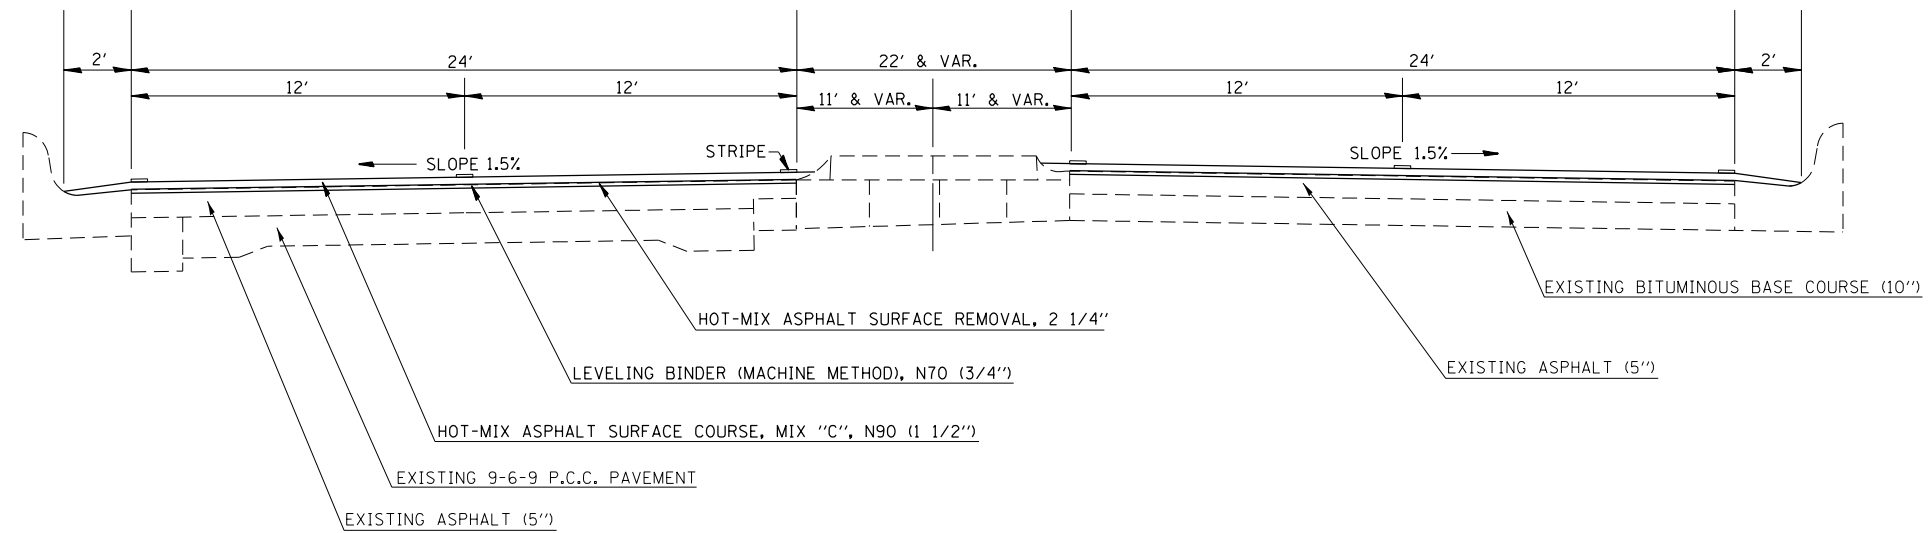 2' 24' 22' & VAR. 24' 2'
12' 12' 11' & VAR. 11' & VAR. 12' 12'
STRIPE
SLOPE 1.5%
SLOPE 1.5%
EXISTING BITUMINOUS BASE COURSE (10")
HOT-MIX ASPHALT SURFACE REMOVAL, 2 1/4"
EXISTING ASPHALT (5")
LEVELING BINDER (MACHINE METHOD), N70 (3/4")
HOT-MIX ASPHALT SURFACE COURSE, MIX "C", N90 (1 1/2")
EXISTING 9-6-9 P.C.C. PAVEMENT
EXISTING ASPHALT (5")